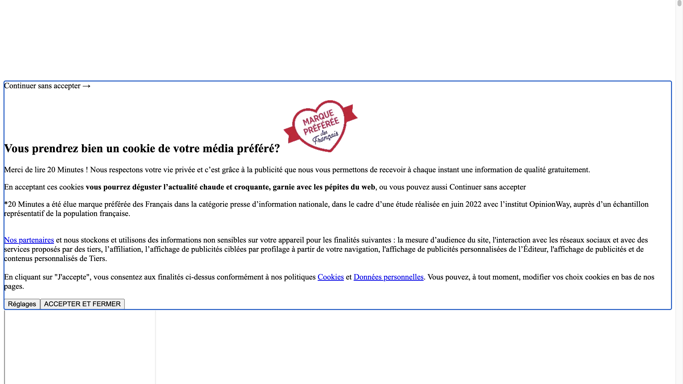 Continuer sans accepter →
MARQUE
PRÉFÉRÉE
des
Français
Vous prendrez bien un cookie de votre média préféré?
Merci de lire 20 Minutes ! Nous respectons votre vie privée et c’est grâce à la publicité que nous vous permettons de recevoir à chaque instant une information de qualité gratuitement.
En acceptant ces cookies vous pourrez déguster l’actualité chaude et croquante, garnie avec les pépites du web, ou vous pouvez aussi Continuer sans accepter
*20 Minutes a été élue marque préférée des Français dans la catégorie presse d’information nationale, dans le cadre d’une étude réalisée en juin 2022 avec l’institut OpinionWay, auprès d’un échantillon
représentatif de la population française.
Nos partenaires et nous stockons et utilisons des informations non sensibles sur votre appareil pour les finalités suivantes : la mesure d’audience du site, l'interaction avec les réseaux sociaux et avec des
services proposés par des tiers, l’affiliation, l’affichage de publicités ciblées par profilage à partir de votre navigation, l'affichage de publicités personnalisées de l’Éditeur, l'affichage de publicités et de
contenus personnalisés de Tiers.
En cliquant sur "J'accepte", vous consentez aux finalités ci-dessus conformément à nos politiques Cookies et Données personnelles. Vous pouvez, à tout moment, modifier vos choix cookies en bas de nos
pages.
Réglages ACCEPTER ET FERMER